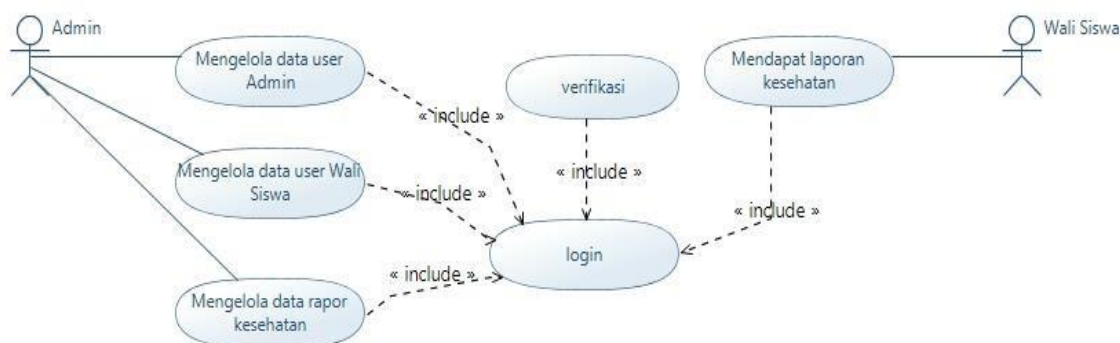 Admin
Wali Siswa
Mengelola data user
Admin
verifikasi
Mendapat laporan
kesehatan
« include »
Mengelola data user Wali
Siswa
« include »
« include »
« include »
login
« include »
Mengelola data rapor
kesehatan